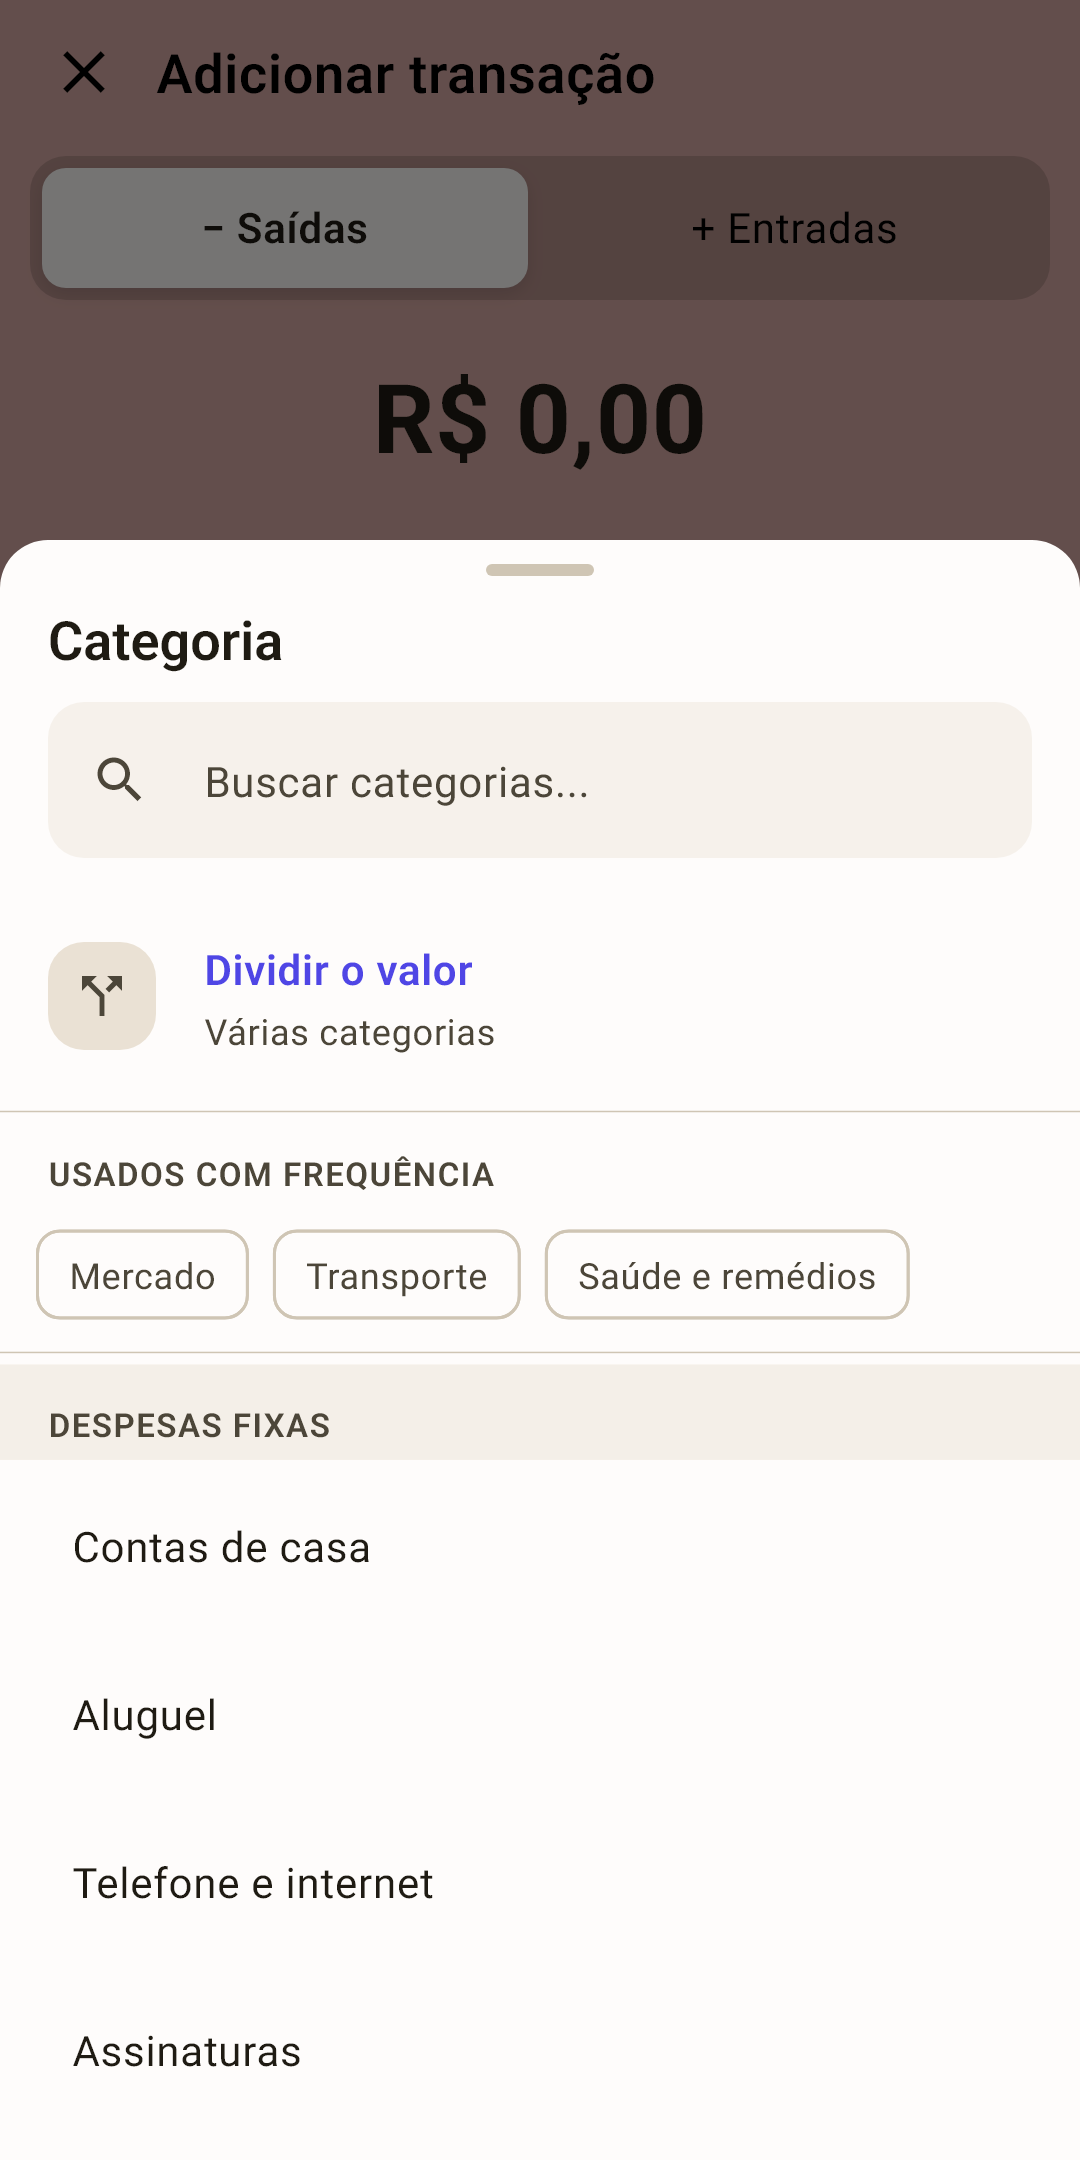 Adicionar transação
− Saídas
+ Entradas
R$ 0,00
Categoria
Buscar categorias...
Dividir o valor
Várias categorias
USADOS COM FREQUÊNCIA
Mercado
Transporte
Saúde e remédios
DESPESAS FIXAS
Contas de casa
Aluguel
Telefone e internet
Assinaturas